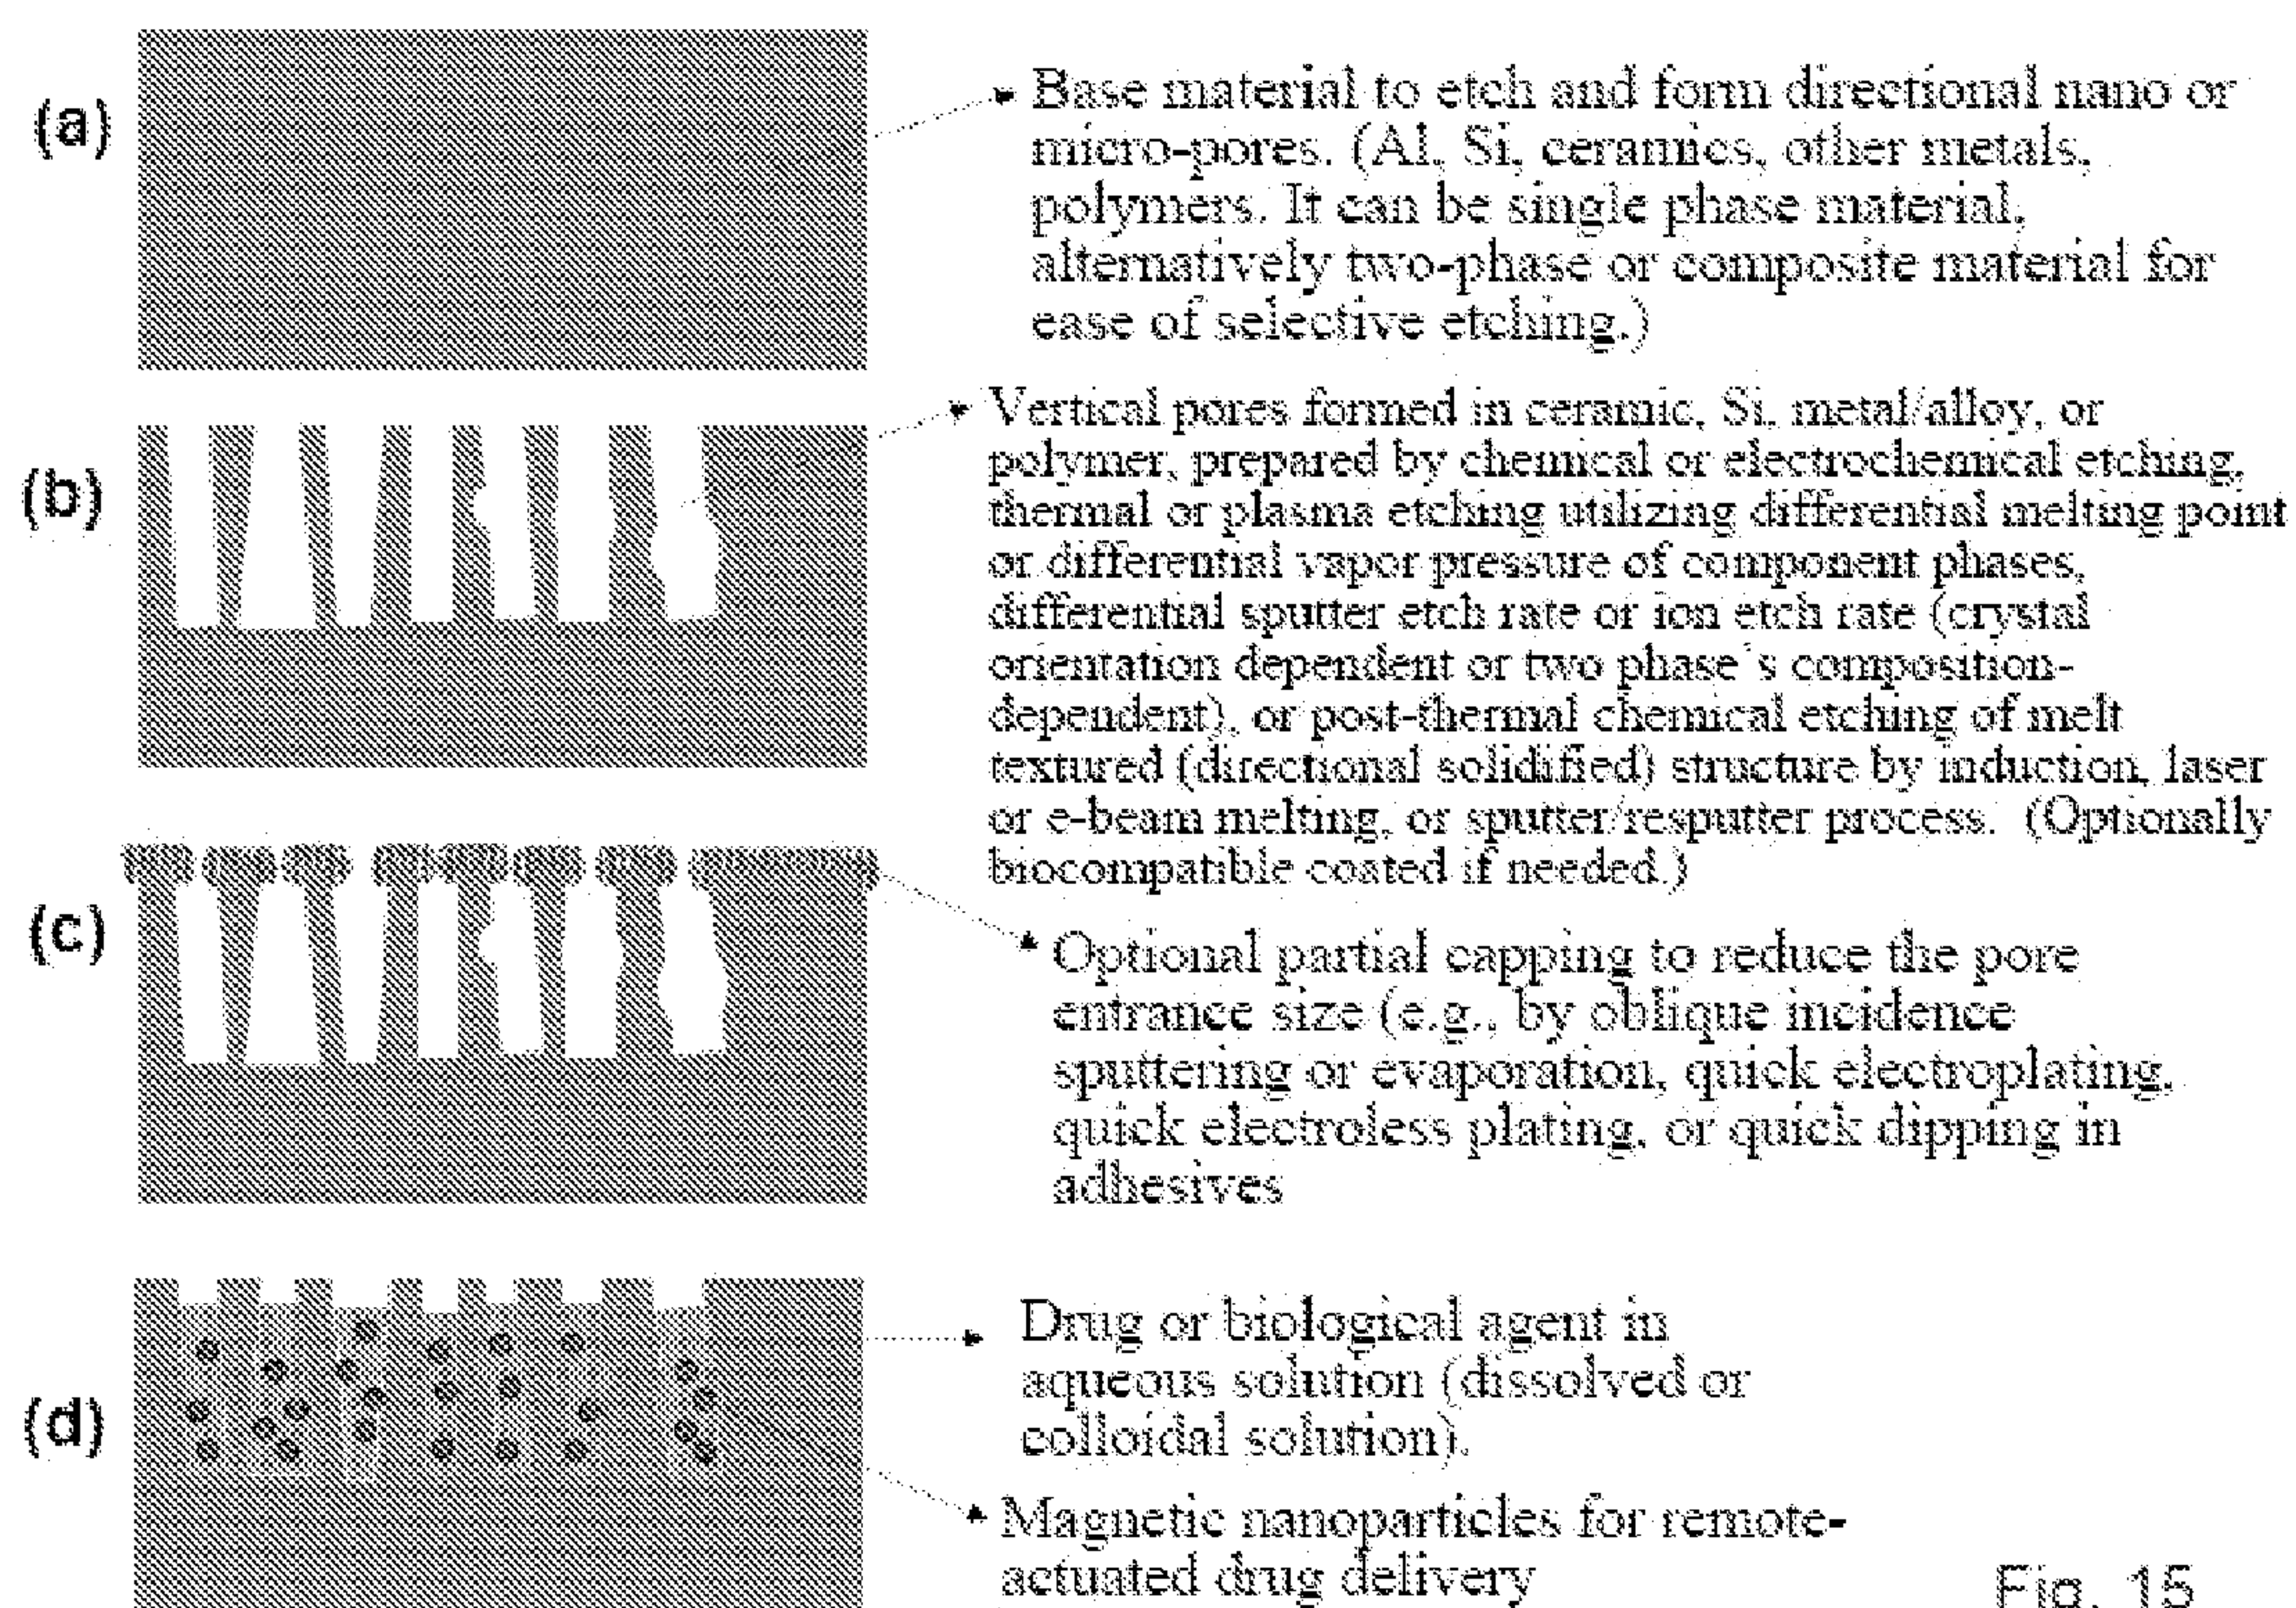 (a)
Base material to etch and form directional nano or
micro-pores. (Al, Si, ceramics, other metals,
polymers. It can be single phase material,
alternatively two-phase or composite material for
ease of selective etching.)
(b)
Vertical pores formed in ceramic, Si, metal/alloy, or
polymer, prepared by chemical or electrochemical etching,
thermal or plasma etching utilizing differential melting point
or differential vapor pressure of component phases,
differential sputter etch rate or ion etch rate (crystal
orientation dependent or two phase's composition-
dependent), or post-thermal chemical etching of melt
textured (directional solidified) structure by induction, laser
or e-beam melting, or sputter/resputter process. (Optionally
biocompatible coated if needed.)
(c)
Optional partial capping to reduce the pore
entrance size (e.g., by oblique incidence
sputtering or evaporation, quick electroplating,
quick electroless plating, or quick dipping in
adhesives
(d)
Drug or biological agent in
aqueous solution (dissolved or
colloidal solution).
Magnetic nanoparticles for remote-
actuated drug delivery
Fig. 15